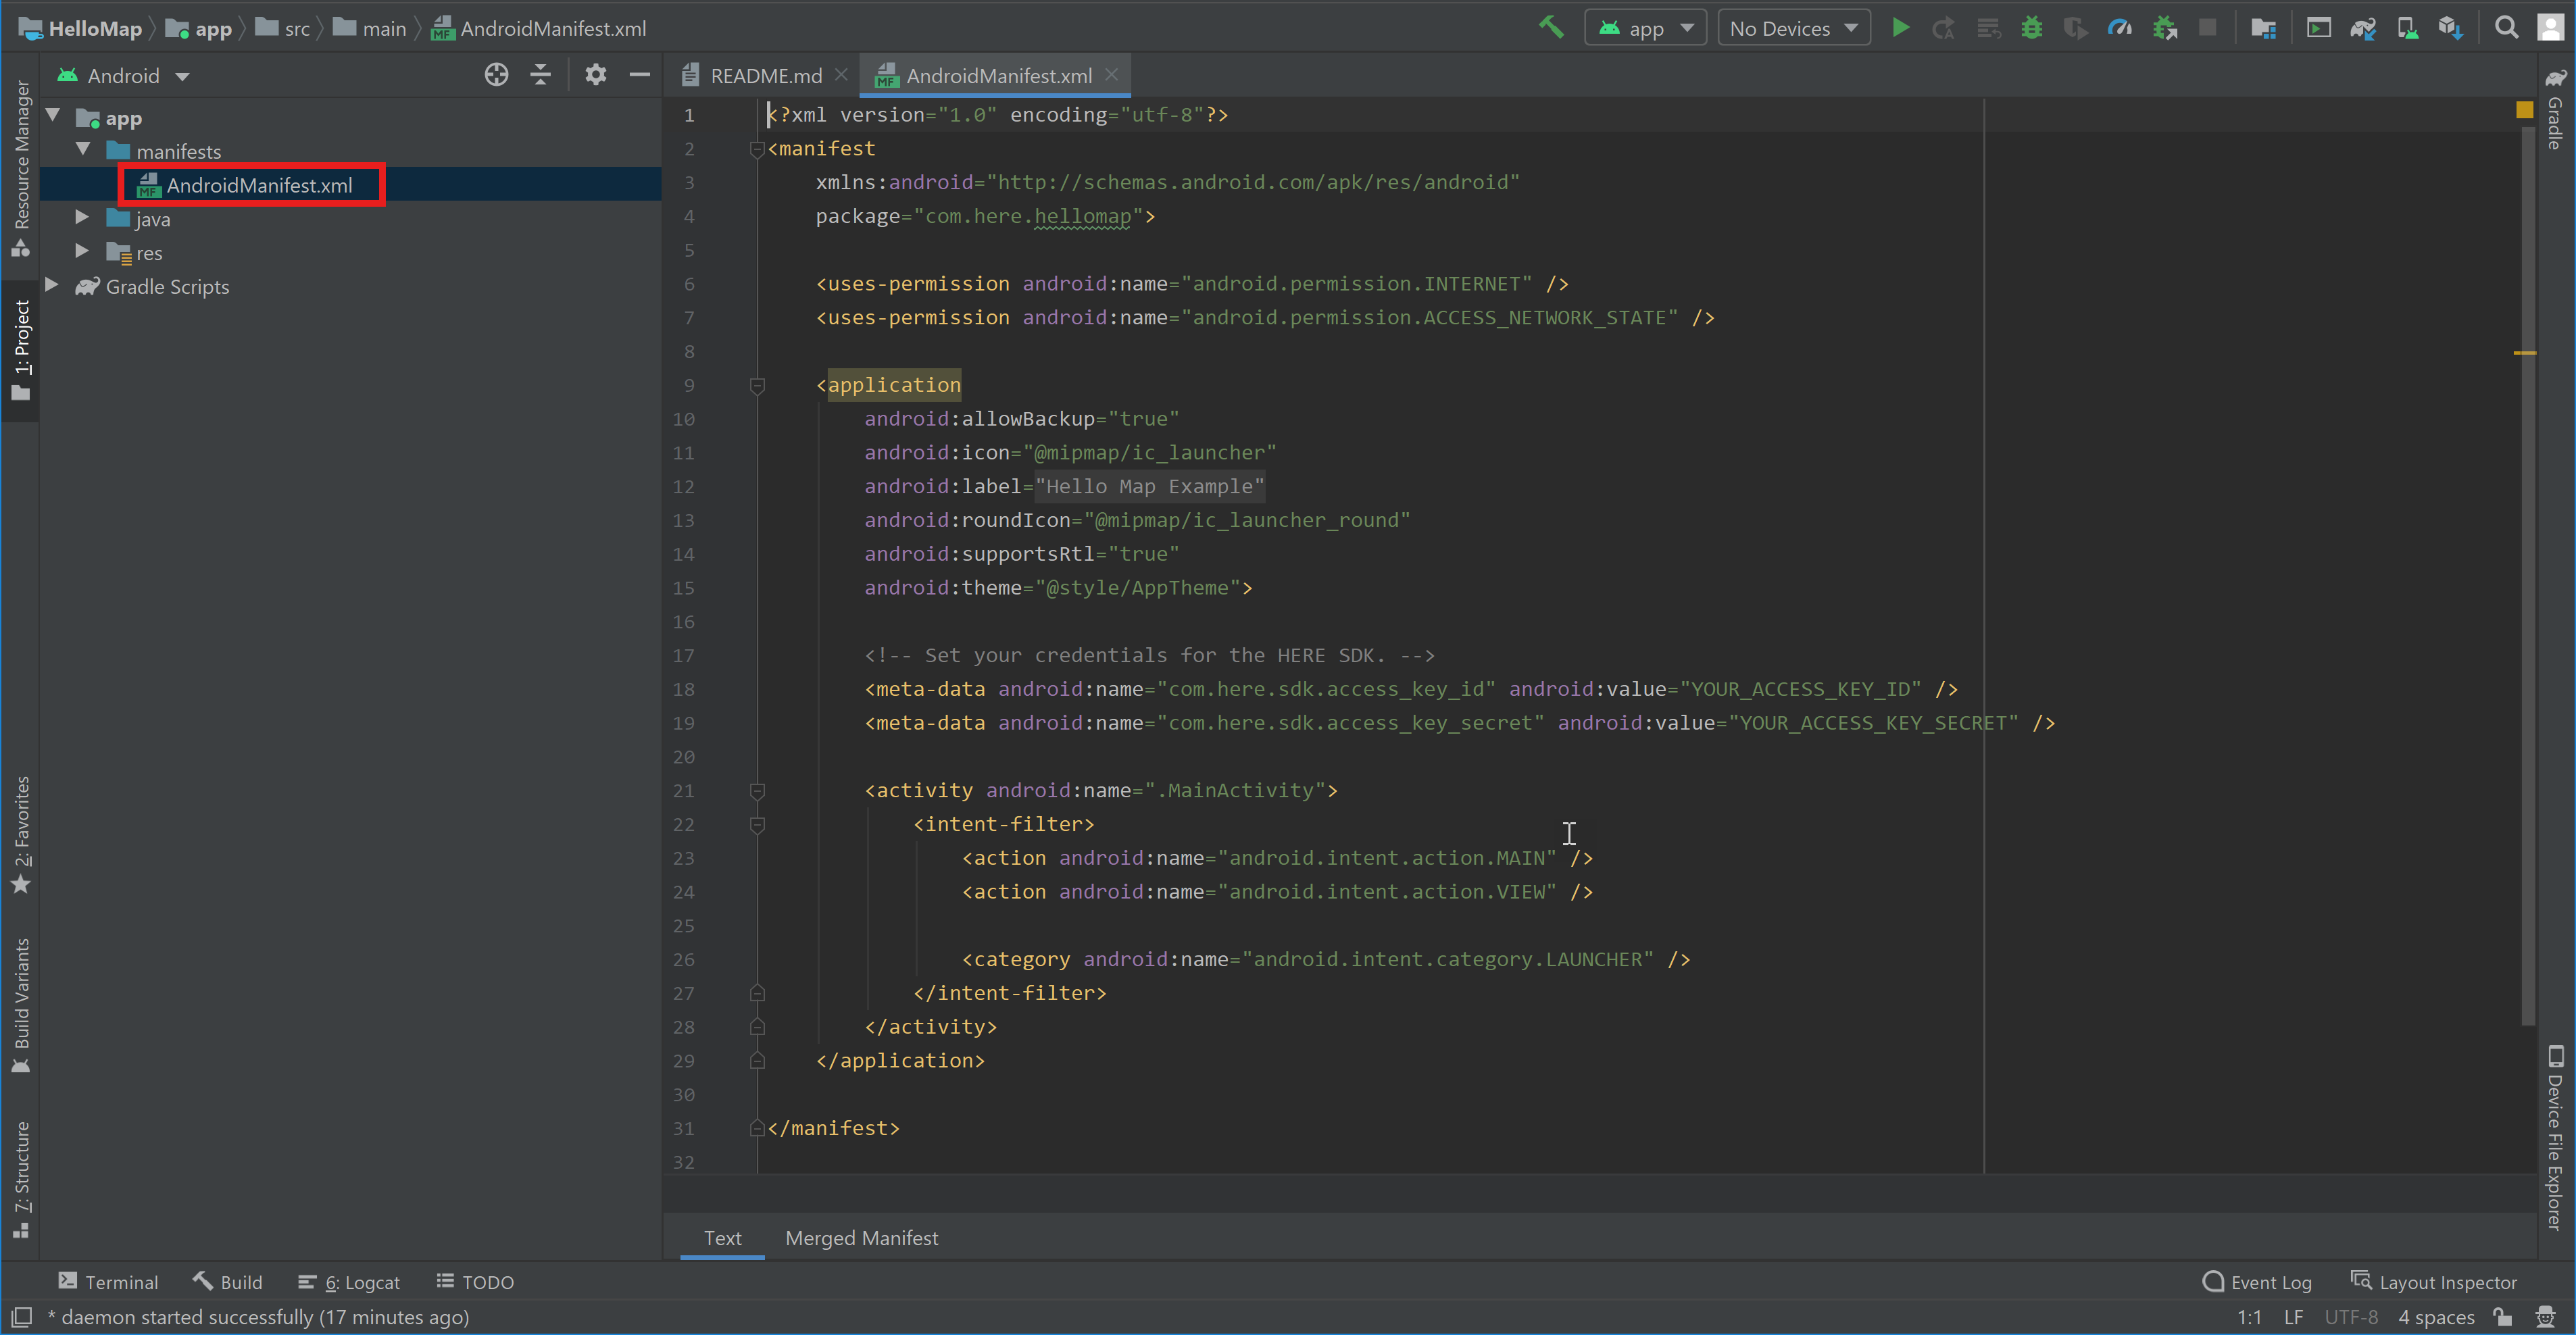 HelloMap app src main AndroidManifest.xml
app No Devices
Android
README.md AndroidManifest.xml
Resource Manager
1: Project
2: Favorites
Build Variants
7: Structure
app
manifests
AndroidManifest.xml
java
res
Gradle Scripts
1 <?xml version="1.0" encoding="utf-8"?>
2 <manifest
3 xmlns:android="http://schemas.android.com/apk/res/android"
4 package="com.here.hellomap">
5
6 <uses-permission android:name="android.permission.INTERNET" />
7 <uses-permission android:name="android.permission.ACCESS_NETWORK_STATE" />
8
9 <application
10 android:allowBackup="true"
11 android:icon="@mipmap/ic_launcher"
12 android:label="Hello Map Example"
13 android:roundIcon="@mipmap/ic_launcher_round"
14 android:supportsRtl="true"
15 android:theme="@style/AppTheme">
16
17 <!-- Set your credentials for the HERE SDK. -->
18 <meta-data android:name="com.here.sdk.access_key_id" android:value="YOUR_ACCESS_KEY_ID" />
19 <meta-data android:name="com.here.sdk.access_key_secret" android:value="YOUR_ACCESS_KEY_SECRET" />
20
21 <activity android:name=".MainActivity">
22 <intent-filter>
23 <action android:name="android.intent.action.MAIN" />
24 <action android:name="android.intent.action.VIEW" />
25
26 <category android:name="android.intent.category.LAUNCHER" />
27 </intent-filter>
28 </activity>
29 </application>
30
31 </manifest>
32
Gradle
Device File Explorer
Text Merged Manifest
Terminal Build 6: Logcat TODO Event Log Layout Inspector
* daemon started successfully (17 minutes ago) 1:1 LF UTF-8 4 spaces